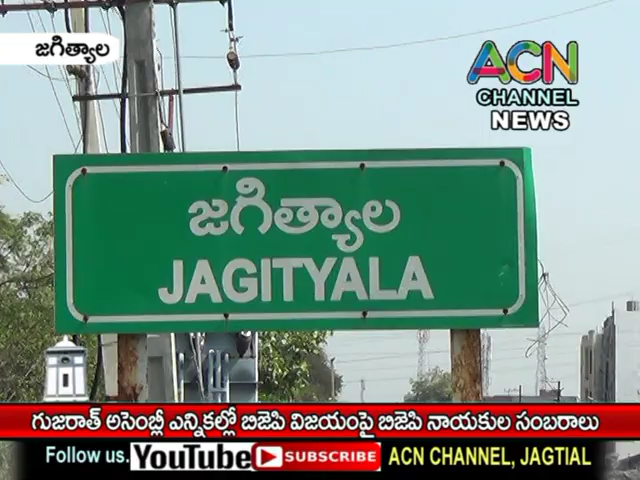 జగిత్యాల
ACN
CHANNEL
NEWS
జగిత్యాల
JAGITYALA
గుజరాత్ అసెంబ్లీ ఎన్నికల్లో బిజెపి విజయంపై బిజెపి నాయకుల సంబరాలు
Follow us. YouTube SUBSCRIBE ACN CHANNEL, JAGTIAL